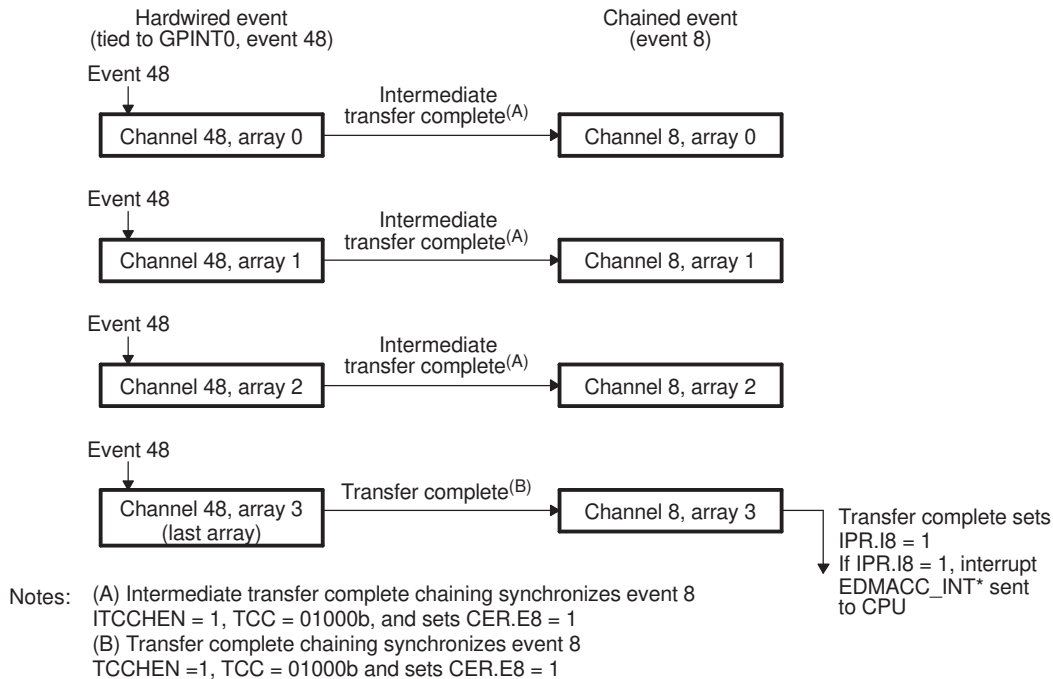 Hardwired event
(tied to GPINT0, event 48)
Chained event
(event 8)
Event 48
Channel 48, array 0
Intermediate
transfer complete(A)
Channel 8, array 0
Event 48
Channel 48, array 1
Intermediate
transfer complete(A)
Channel 8, array 1
Event 48
Channel 48, array 2
Intermediate
transfer complete(A)
Channel 8, array 2
Event 48
Channel 48, array 3
(last array)
Transfer complete(B)
Channel 8, array 3
Transfer complete sets
IPR.I8 = 1
If IPR.I8 = 1, interrupt
EDMACC_INT* sent
to CPU
Notes: (A) Intermediate transfer complete chaining synchronizes event 8
ITCCHEN = 1, TCC = 01000b, and sets CER.E8 = 1
(B) Transfer complete chaining synchronizes event 8
TCCHEN =1, TCC = 01000b and sets CER.E8 = 1